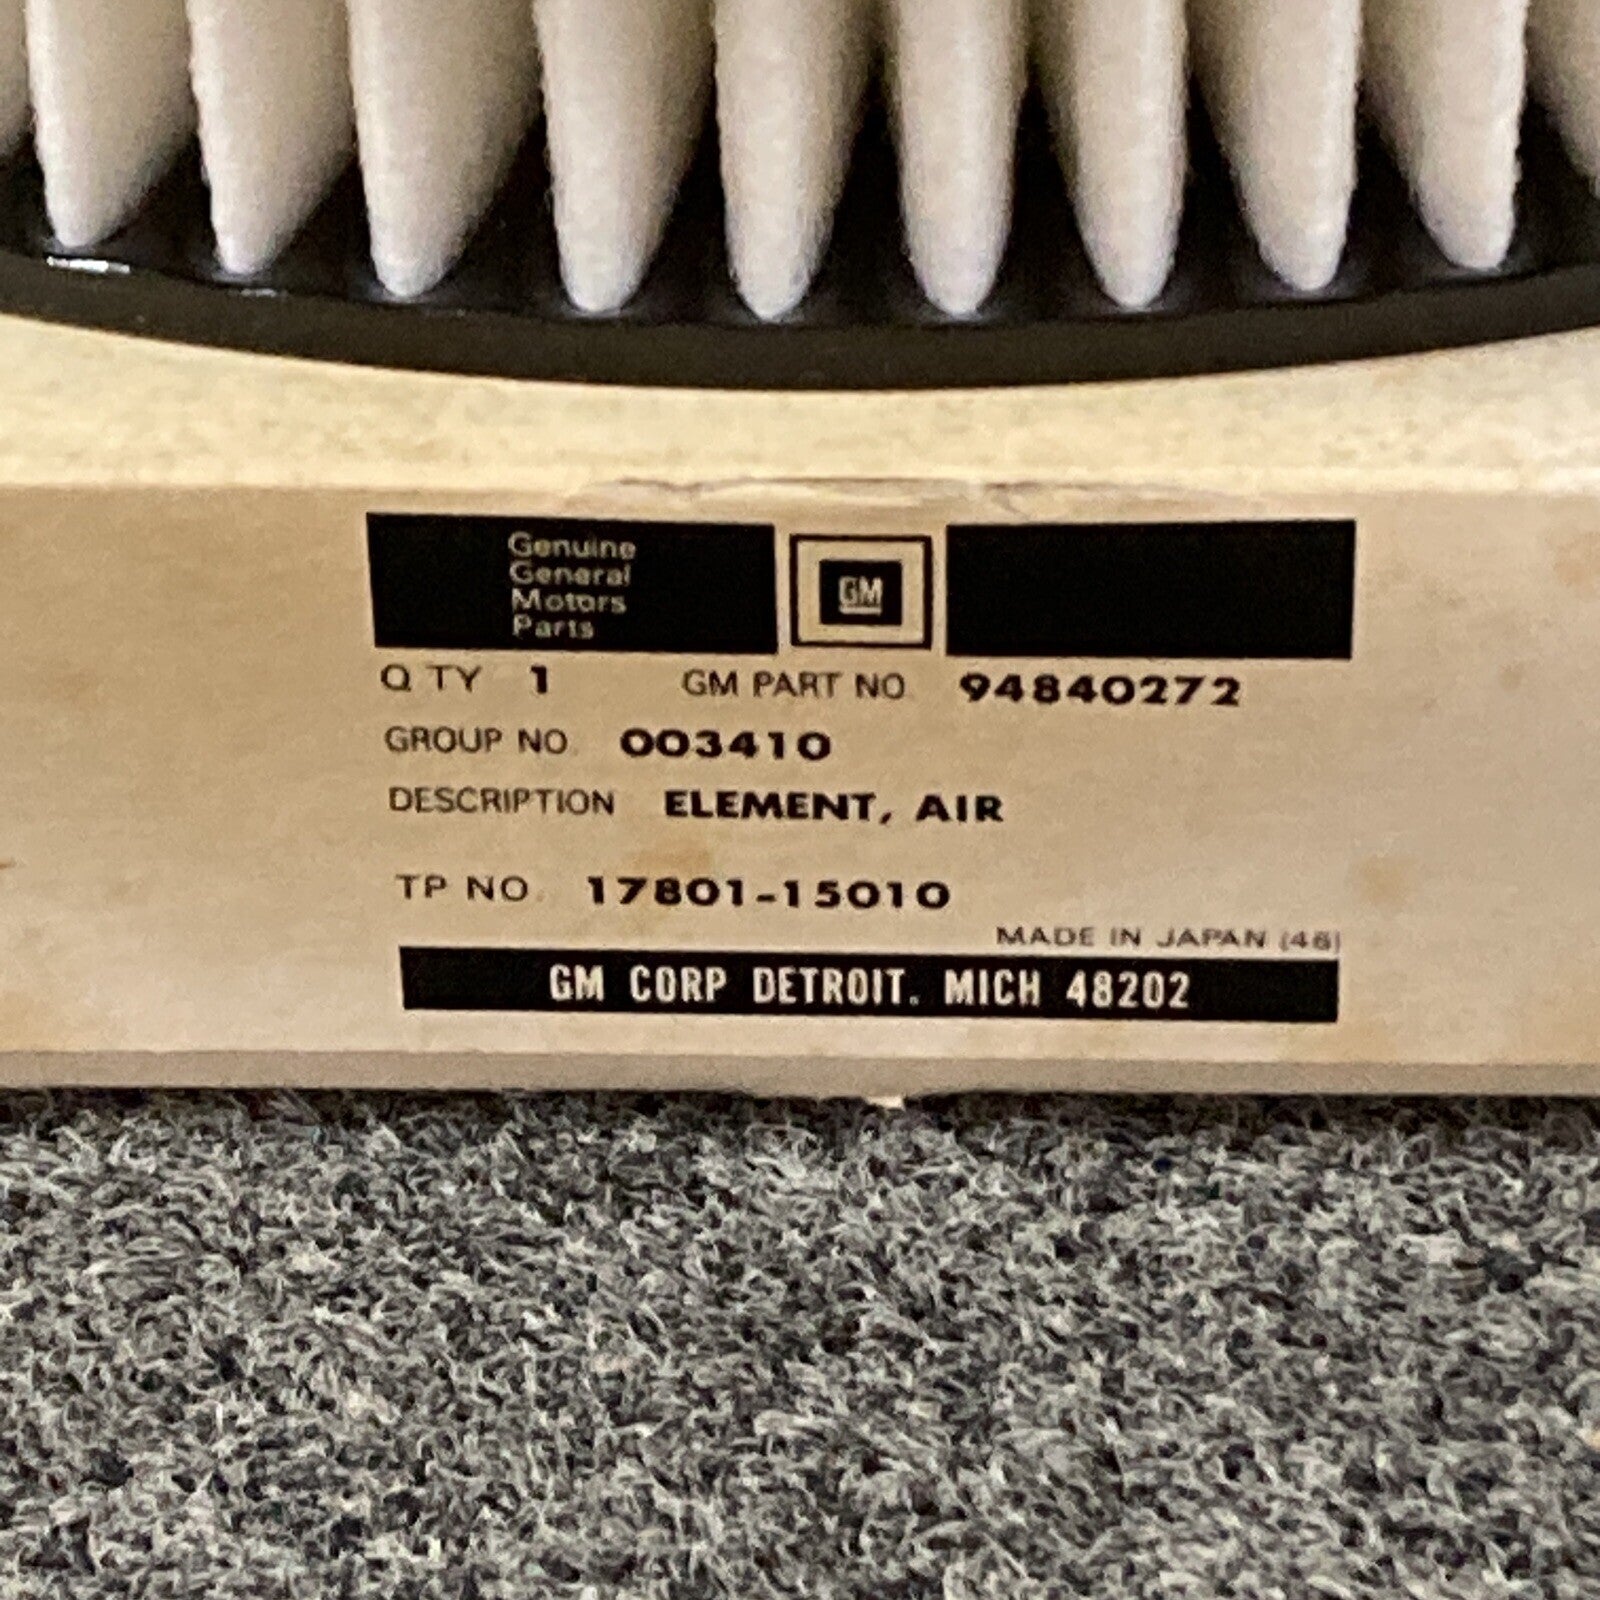 Genuine
General
Motors
Parts
GM
QTY 1 GM PART NO. 94840272
GROUP NO. 003410
DESCRIPTION ELEMENT, AIR
TP NO. 17801-15010
MADE IN JAPAN (46)
GM CORP DETROIT. MICH 48202